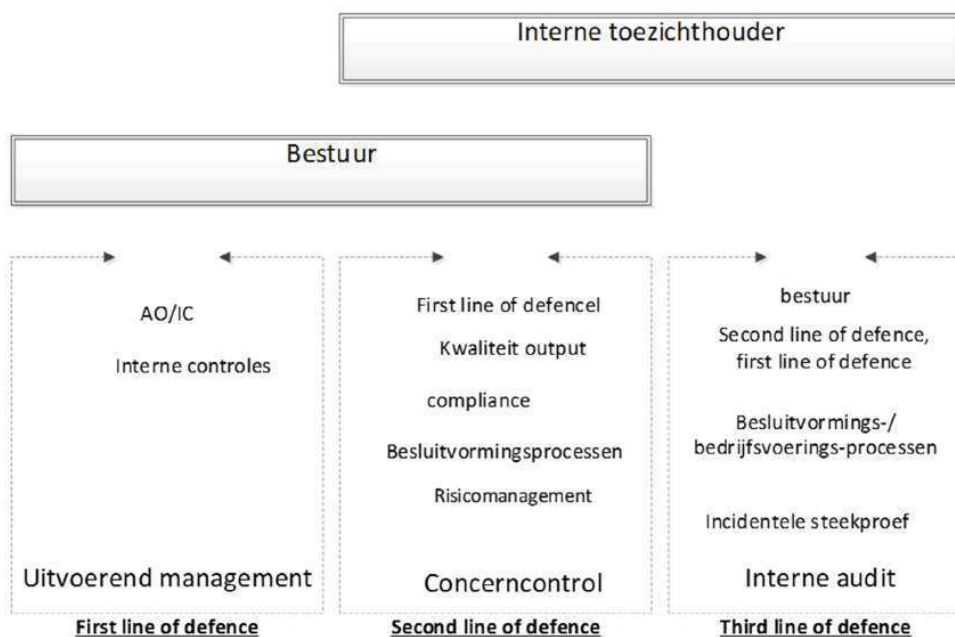 Interne toezichthouder
Bestuur
AO/IC
Interne controles
Uitvoerend management
First line of defence
First line of defencel
Kwaliteit output
compliance
Besluitvormingsprocessen
Risicomanagement
Concerncontrol
Second line of defence
bestuur
Second line of defence,
first line of defence
Besluitvormings-/
bedrijfsvoerings-processen
Incidentele steekproef
Interne audit
Third line of defence